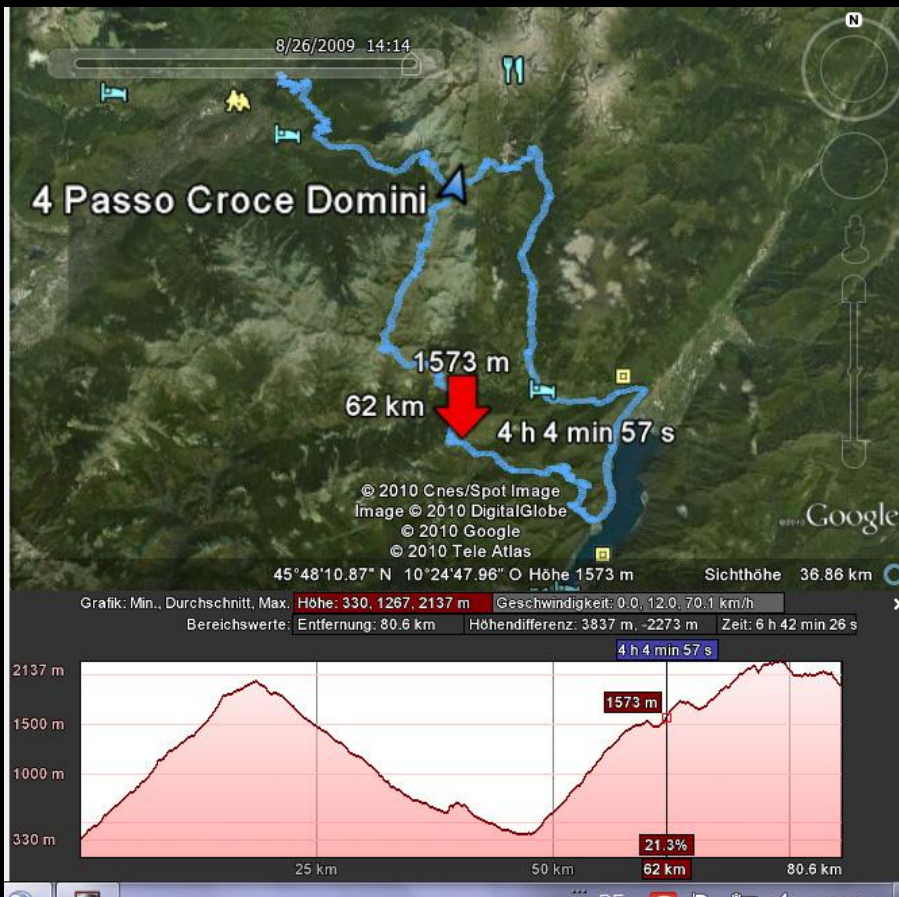 N
8/26/2009 14:14
4 Passo Croce Domini
1573 m
62 km
4 h 4 min 57 s
© 2010 Cnes/Spot Image
Image © 2010 DigitalGlobe
© 2010 Google
© 2010 Tele Atlas
Google
45°48'10.87" N 10°24'47.96" O Höhe 1573 m Sichthöhe 36.86 km
Grafik: Min., Durchschnitt, Max. Höhe: 330, 1267, 2137 m Geschwindigkeit: 0.0, 12.0, 70.1 km/h
Bereichswerte: Entfernung: 80.6 km Höhendifferenz: 3837 m, -2273 m Zeit: 6 h 42 min 26 s
4 h 4 min 57 s
2137 m
1573 m
1500 m
1000 m
330 m
21.3%
25 km 50 km 62 km 80.6 km